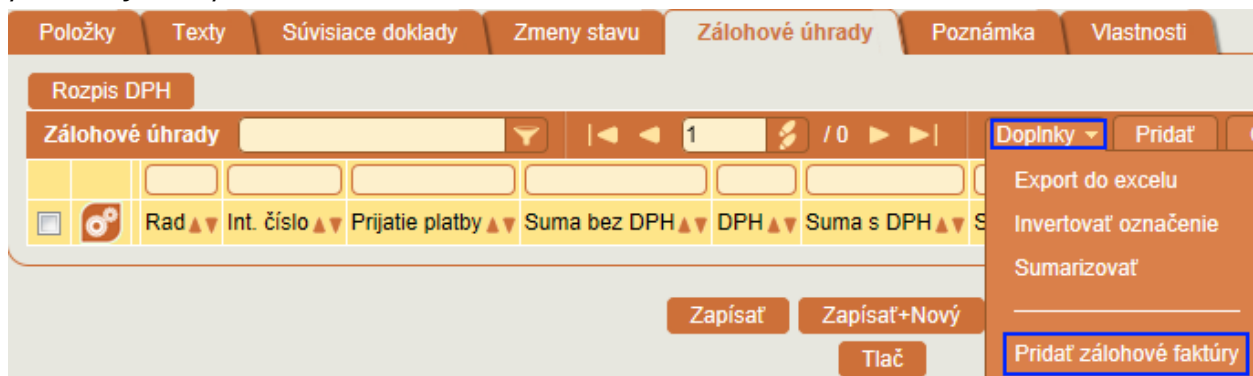 Položky Texty Súvisiace doklady Zmeny stavu Zálohové úhrady Poznámka Vlastnosti
Rozpis DPH
Zálohové úhrady 1 / 0 Doplnky Pridať
Export do excelu
Rad Int. číslo Prijatie platby Suma bez DPH DPH Suma s DPH S
Invertovať označenie
Sumarizovať
Zapísať Zapísať+Nový
Tlač
Pridať zálohové faktúry